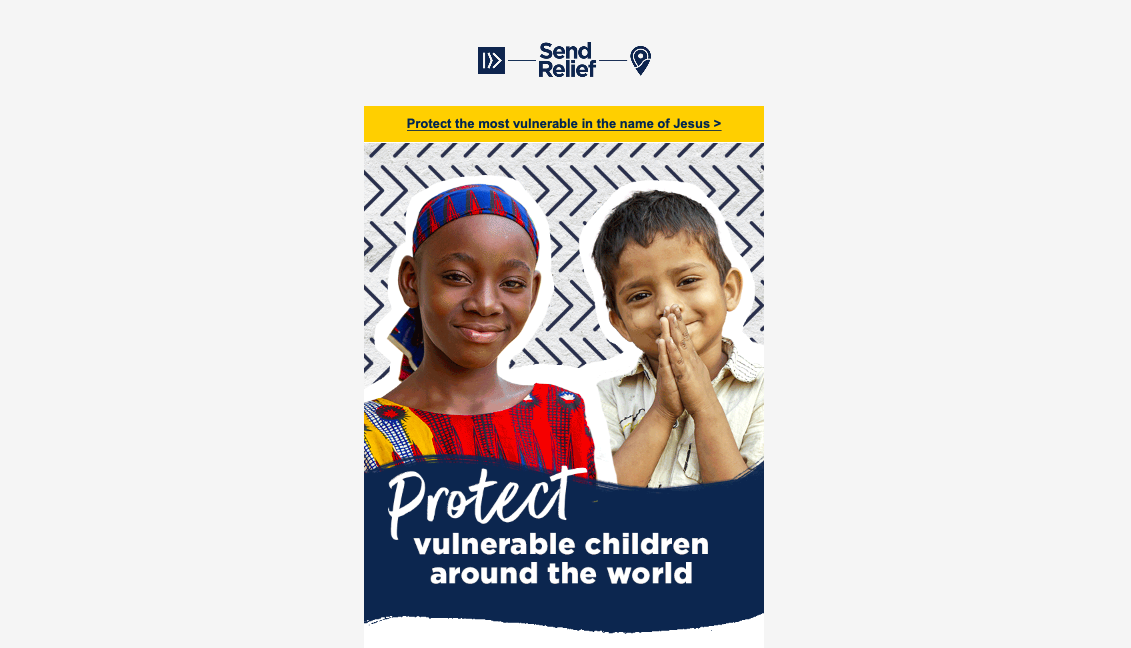 Send
Relief
Protect the most vulnerable in the name of Jesus >
Protect
vulnerable children
around the world